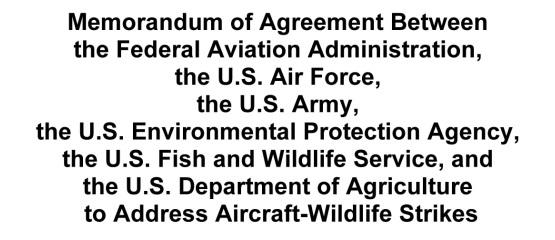 Memorandum of Agreement Between
the Federal Aviation Administration,
the U.S. Air Force,
the U.S. Army,
the U.S. Environmental Protection Agency,
the U.S. Fish and Wildlife Service, and
the U.S. Department of Agriculture
to Address Aircraft-Wildlife Strikes